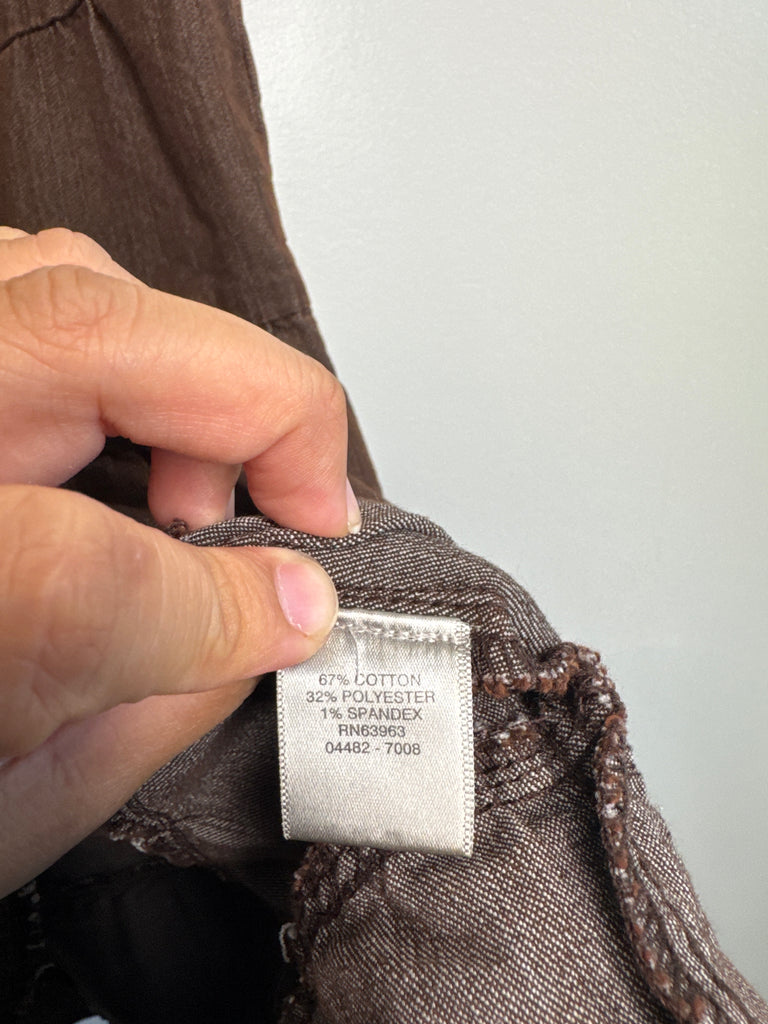 67% COTTON
32% POLYESTER
1% SPANDEX
RN63963
04482 - 7008